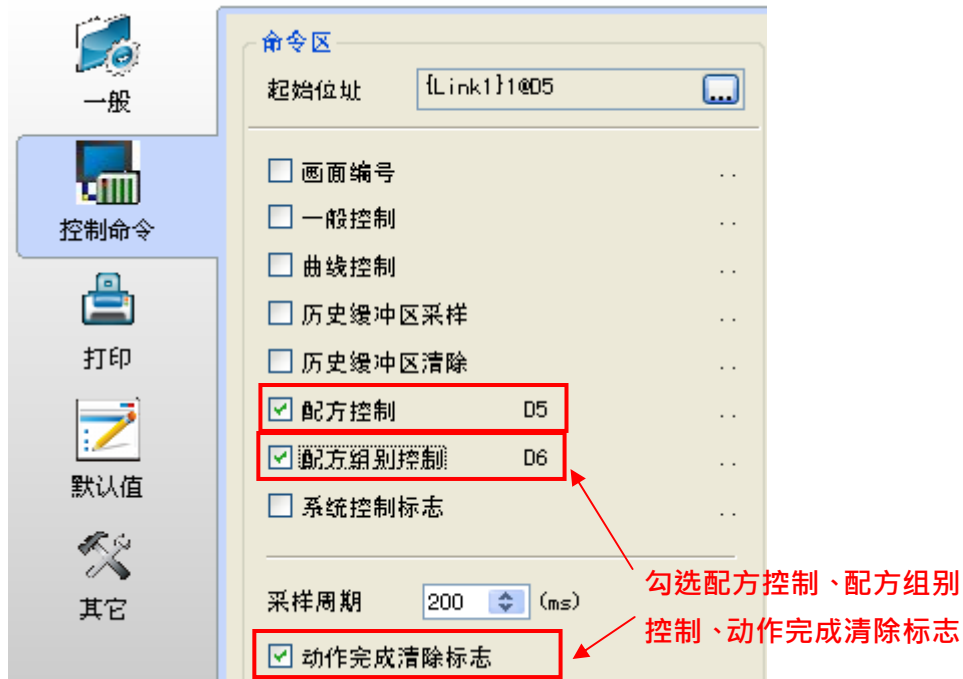 一般
控制命令
打印
默认值
其它
命令区
起始位址 {Link1}1@D5 ...
画面编号 ..
一般控制 ..
曲线控制 ..
历史缓冲区采样 ..
历史缓冲区清除 ..
配方控制 D5 ..
配方组别控制 D6 ..
系统控制标志 ..
采样周期 200 (ms)
动作完成清除标志
勾选配方控制、配方组别
控制、动作完成清除标志